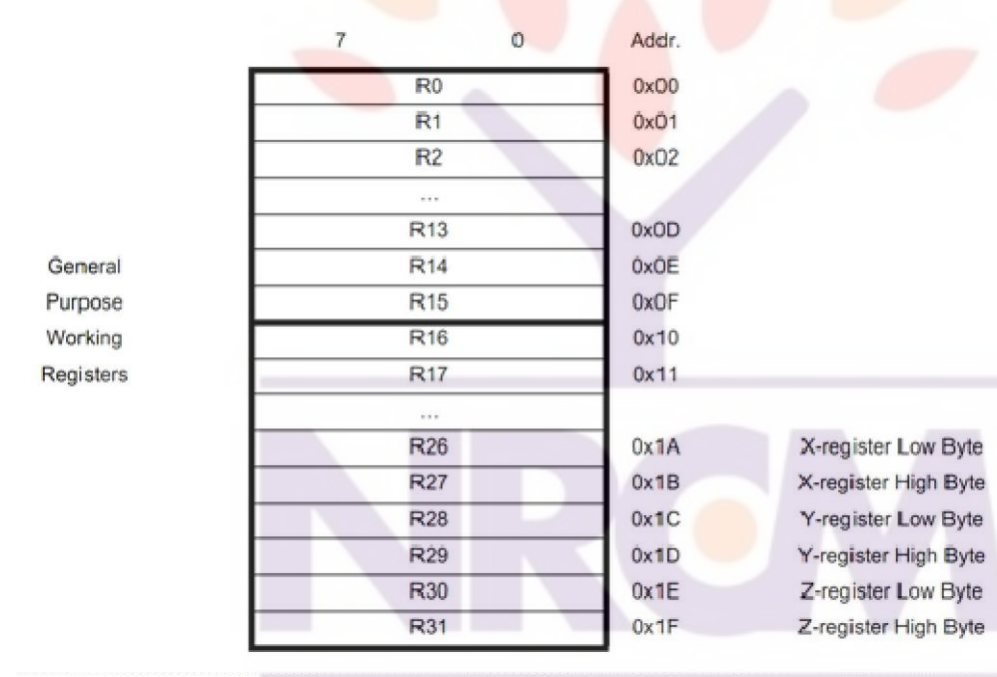 7 0 Addr.
R0 0x00
R1 0x01
R2 0x02
...
R13 0x0D
General R14 0x0E
Purpose R15 0x0F
Working R16 0x10
Registers R17 0x11
...
R26 0x1A X-register Low Byte
R27 0x1B X-register High Byte
R28 0x1C Y-register Low Byte
R29 0x1D Y-register High Byte
R30 0x1E Z-register Low Byte
R31 0x1F Z-register High Byte
NRCM